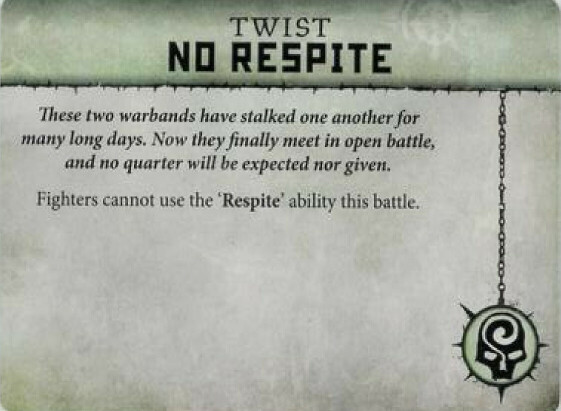 TWIST
NO RESPITE
These two warbands have stalked one another for
many long days. Now they finally meet in open battle,
and no quarter will be expected nor given.
Fighters cannot use the ‘Respite’ ability this battle.